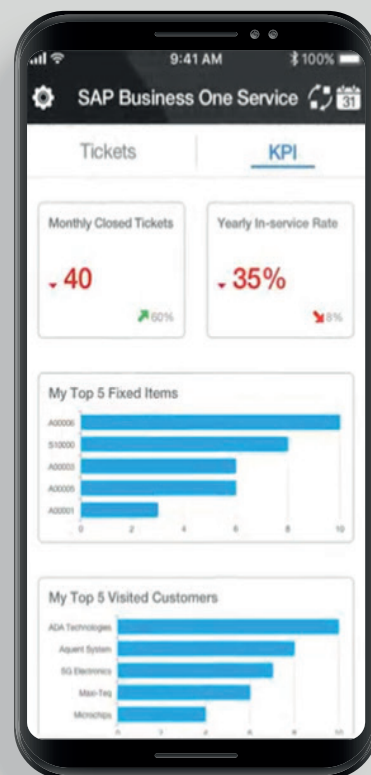 9:41 AM
100%
SAP Business One Service
31
Tickets
KPI
Monthly Closed Tickets
40
60%
Yearly In-service Rate
35%
8%
My Top 5 Fixed Items
A00006
S10000
A00003
A00005
A00001
0 2 4 6 8 10
My Top 5 Visited Customers
ADA Technologies
Aquent System
SG Electronics
Maxi-Teq
Microchips